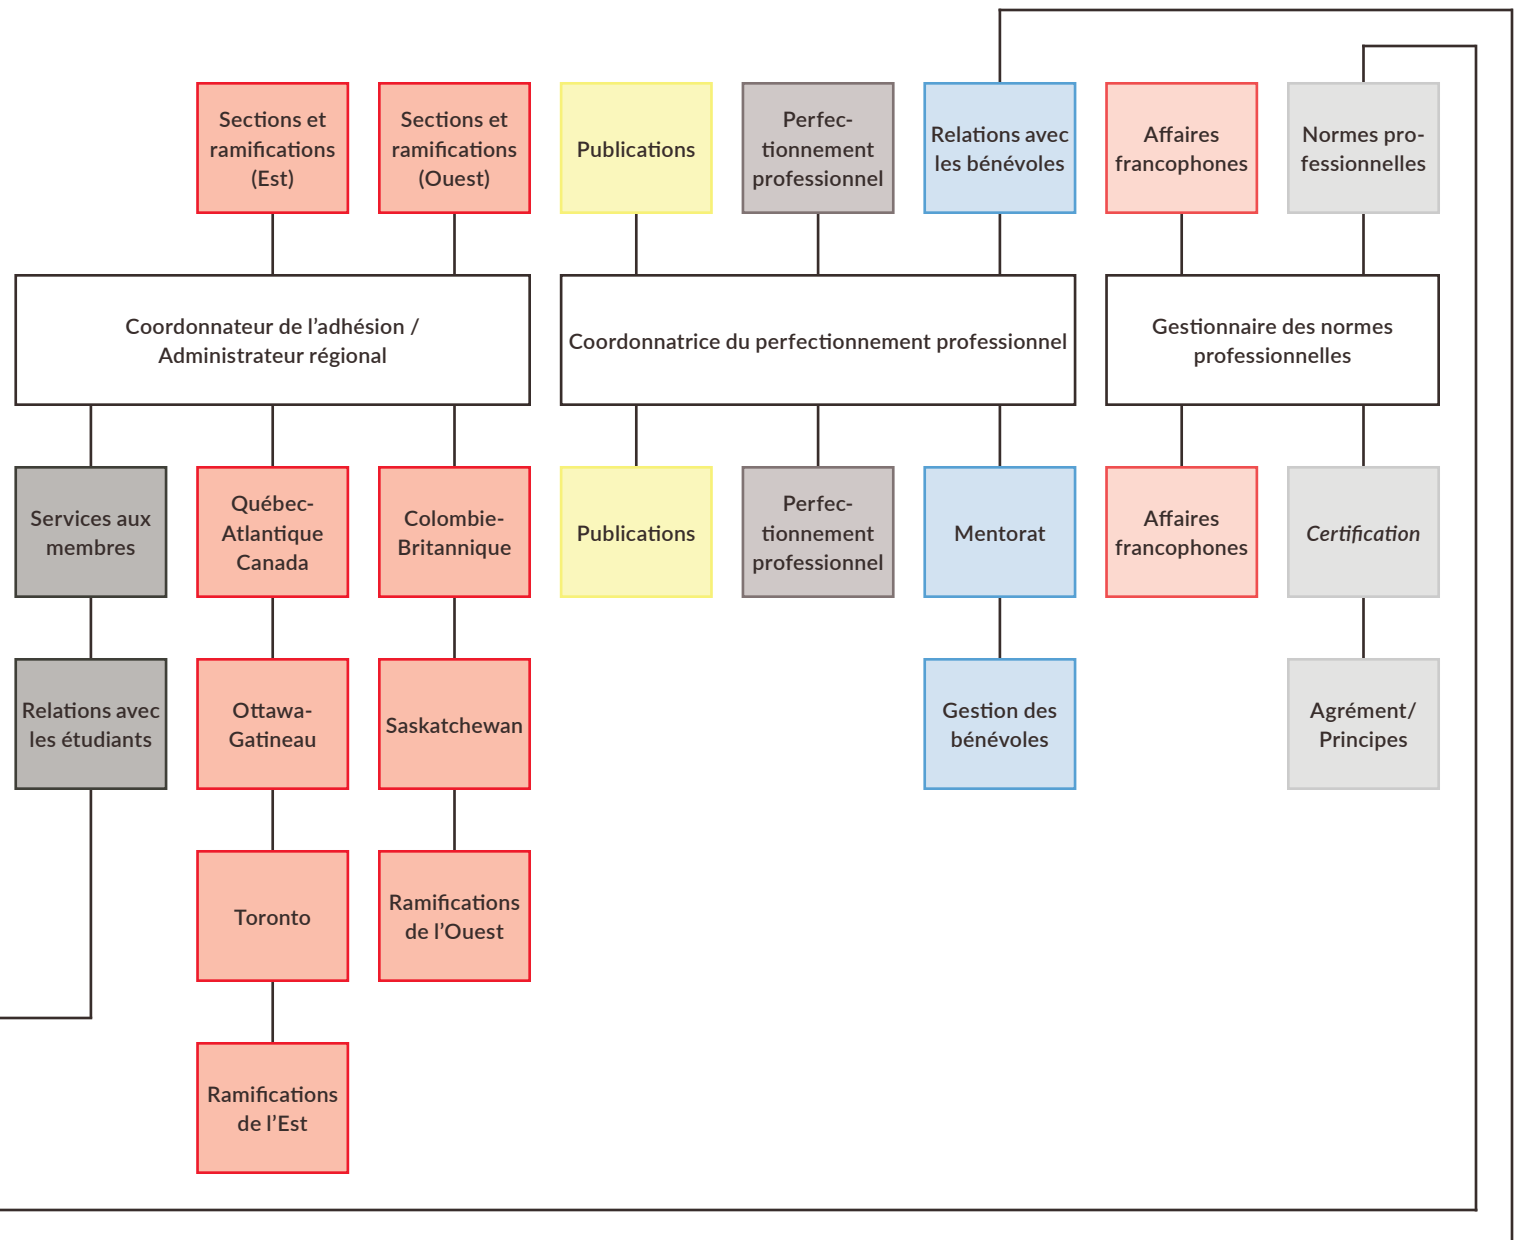 Sections et
ramifications
(Est)
Sections et
ramifications
(Ouest)
Publications
Perfec-
tionnement
professionnel
Relations avec
les bénévoles
Affaires
francophones
Normes pro-
fessionnelles
Coordonnateur de l’adhésion /
Administrateur régional
Coordonnatrice du perfectionnement professionnel
Gestionnaire des normes
professionnelles
Services aux
membres
Québec-
Atlantique
Canada
Colombie-
Britannique
Publications
Perfec-
tionnement
professionnel
Mentorat
Affaires
francophones
Certification
Relations avec
les étudiants
Ottawa-
Gatineau
Saskatchewan
Gestion des
bénévoles
Agrément/
Principes
Toronto
Ramifications
de l’Ouest
Ramifications
de l’Est